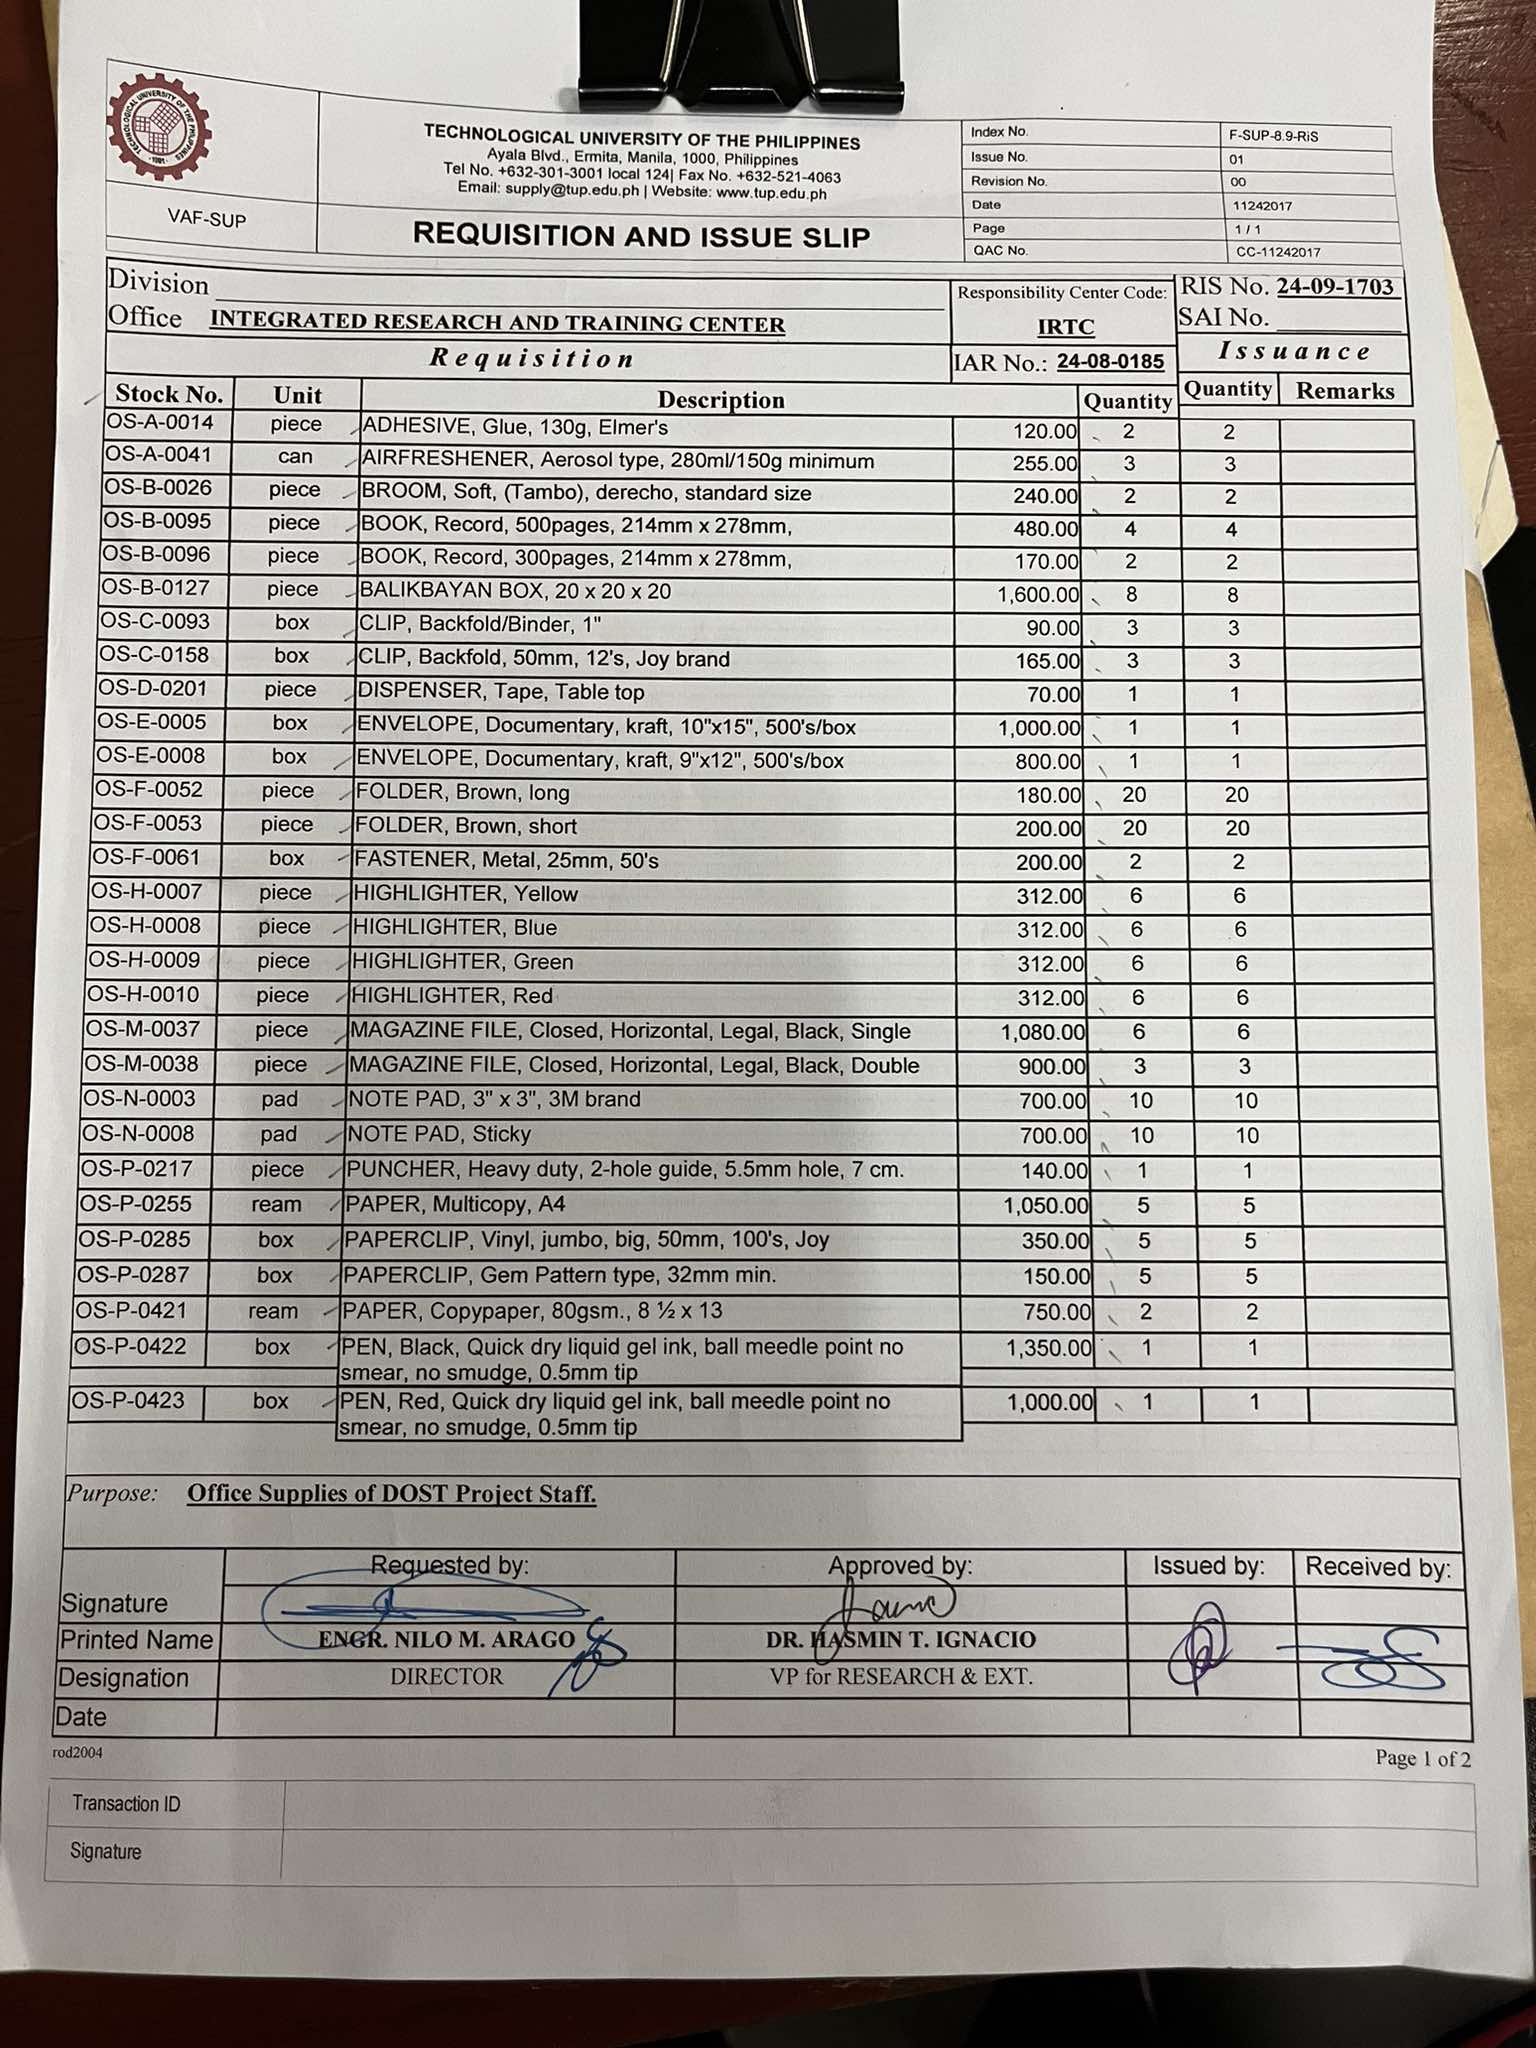 TECHNOLOGICAL UNIVERSITY OF THE PHILIPPINES
1901
VAF-SUP
TECHNOLOGICAL UNIVERSITY OF THE PHILIPPINES
Ayala Blvd., Ermita, Manila, 1000, Philippines
Tel No. +632-301-3001 local 124| Fax No. +632-521-4063
Email: supply@tup.edu.ph | Website: www.tup.edu.ph
REQUISITION AND ISSUE SLIP
Index No. F-SUP-8.9-RiS
Issue No. 01
Revision No. 00
Date 11242017
Page 1 / 1
QAC No. CC-11242017
Division
Office INTEGRATED RESEARCH AND TRAINING CENTER
Responsibility Center Code:
IRTC
RIS No. 24-09-1703
SAI No.
Requisition
IAR No.: 24-08-0185
Issuance
Stock No. Unit Description Quantity Quantity Remarks
OS-A-0014 piece ADHESIVE, Glue, 130g, Elmer's 120.00 2 2
OS-A-0041 can AIRFRESHENER, Aerosol type, 280ml/150g minimum 255.00 3 3
OS-B-0026 piece BROOM, Soft, (Tambo), derecho, standard size 240.00 2 2
OS-B-0095 piece BOOK, Record, 500pages, 214mm x 278mm, 480.00 4 4
OS-B-0096 piece BOOK, Record, 300pages, 214mm x 278mm, 170.00 2 2
OS-B-0127 piece BALIKBAYAN BOX, 20 x 20 x 20 1,600.00 8 8
OS-C-0093 box CLIP, Backfold/Binder, 1" 90.00 3 3
OS-C-0158 box CLIP, Backfold, 50mm, 12's, Joy brand 165.00 3 3
OS-D-0201 piece DISPENSER, Tape, Table top 70.00 1 1
OS-E-0005 box ENVELOPE, Documentary, kraft, 10"x15", 500's/box 1,000.00 1 1
OS-E-0008 box ENVELOPE, Documentary, kraft, 9"x12", 500's/box 800.00 1 1
OS-F-0052 piece FOLDER, Brown, long 180.00 20 20
OS-F-0053 piece FOLDER, Brown, short 200.00 20 20
OS-F-0061 box FASTENER, Metal, 25mm, 50's 200.00 2 2
OS-H-0007 piece HIGHLIGHTER, Yellow 312.00 6 6
OS-H-0008 piece HIGHLIGHTER, Blue 312.00 6 6
OS-H-0009 piece HIGHLIGHTER, Green 312.00 6 6
OS-H-0010 piece HIGHLIGHTER, Red 312.00 6 6
OS-M-0037 piece MAGAZINE FILE, Closed, Horizontal, Legal, Black, Single 1,080.00 6 6
OS-M-0038 piece MAGAZINE FILE, Closed, Horizontal, Legal, Black, Double 900.00 3 3
OS-N-0003 pad NOTE PAD, 3" x 3", 3M brand 700.00 10 10
OS-N-0008 pad NOTE PAD, Sticky 700.00 10 10
OS-P-0217 piece PUNCHER, Heavy duty, 2-hole guide, 5.5mm hole, 7 cm. 140.00 1 1
OS-P-0255 ream PAPER, Multicopy, A4 1,050.00 5 5
OS-P-0285 box PAPERCLIP, Vinyl, jumbo, big, 50mm, 100's, Joy 350.00 5 5
OS-P-0287 box PAPERCLIP, Gem Pattern type, 32mm min. 150.00 5 5
OS-P-0421 ream PAPER, Copypaper, 80gsm., 8 ½ x 13 750.00 2 2
OS-P-0422 box PEN, Black, Quick dry liquid gel ink, ball meedle point no 1,350.00 1 1
smear, no smudge, 0.5mm tip
OS-P-0423 box PEN, Red, Quick dry liquid gel ink, ball meedle point no 1,000.00 1 1
smear, no smudge, 0.5mm tip
Purpose: Office Supplies of DOST Project Staff.
Requested by: Approved by: Issued by: Received by:
Signature
Printed Name ENGR. NILO M. ARAGO DR. HASMIN T. IGNACIO
Designation DIRECTOR VP for RESEARCH & EXT.
Date
rod2004 Page 1 of 2
Transaction ID
Signature